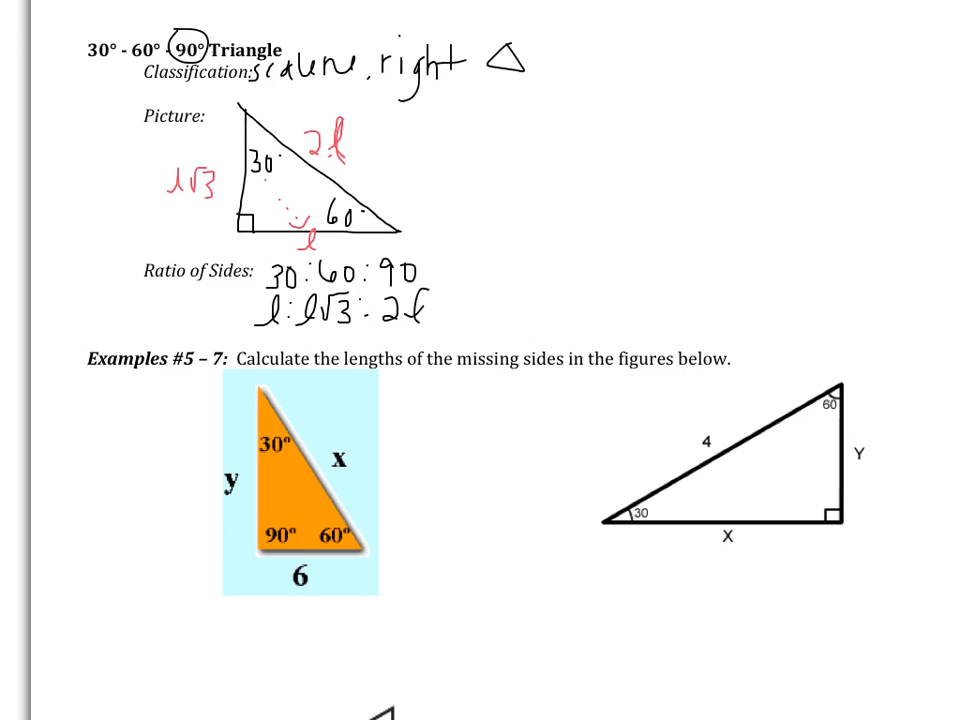 30° - 60° - 90° Triangle
Classification: scalene, right △
Picture:
30°
2l
l√3
60°
l
Ratio of Sides: 30 : 60 : 90
l : l√3 : 2l
Examples #5 – 7: Calculate the lengths of the missing sides in the figures below.
30°
x
y
90° 60°
6
60
4
Y
30
X